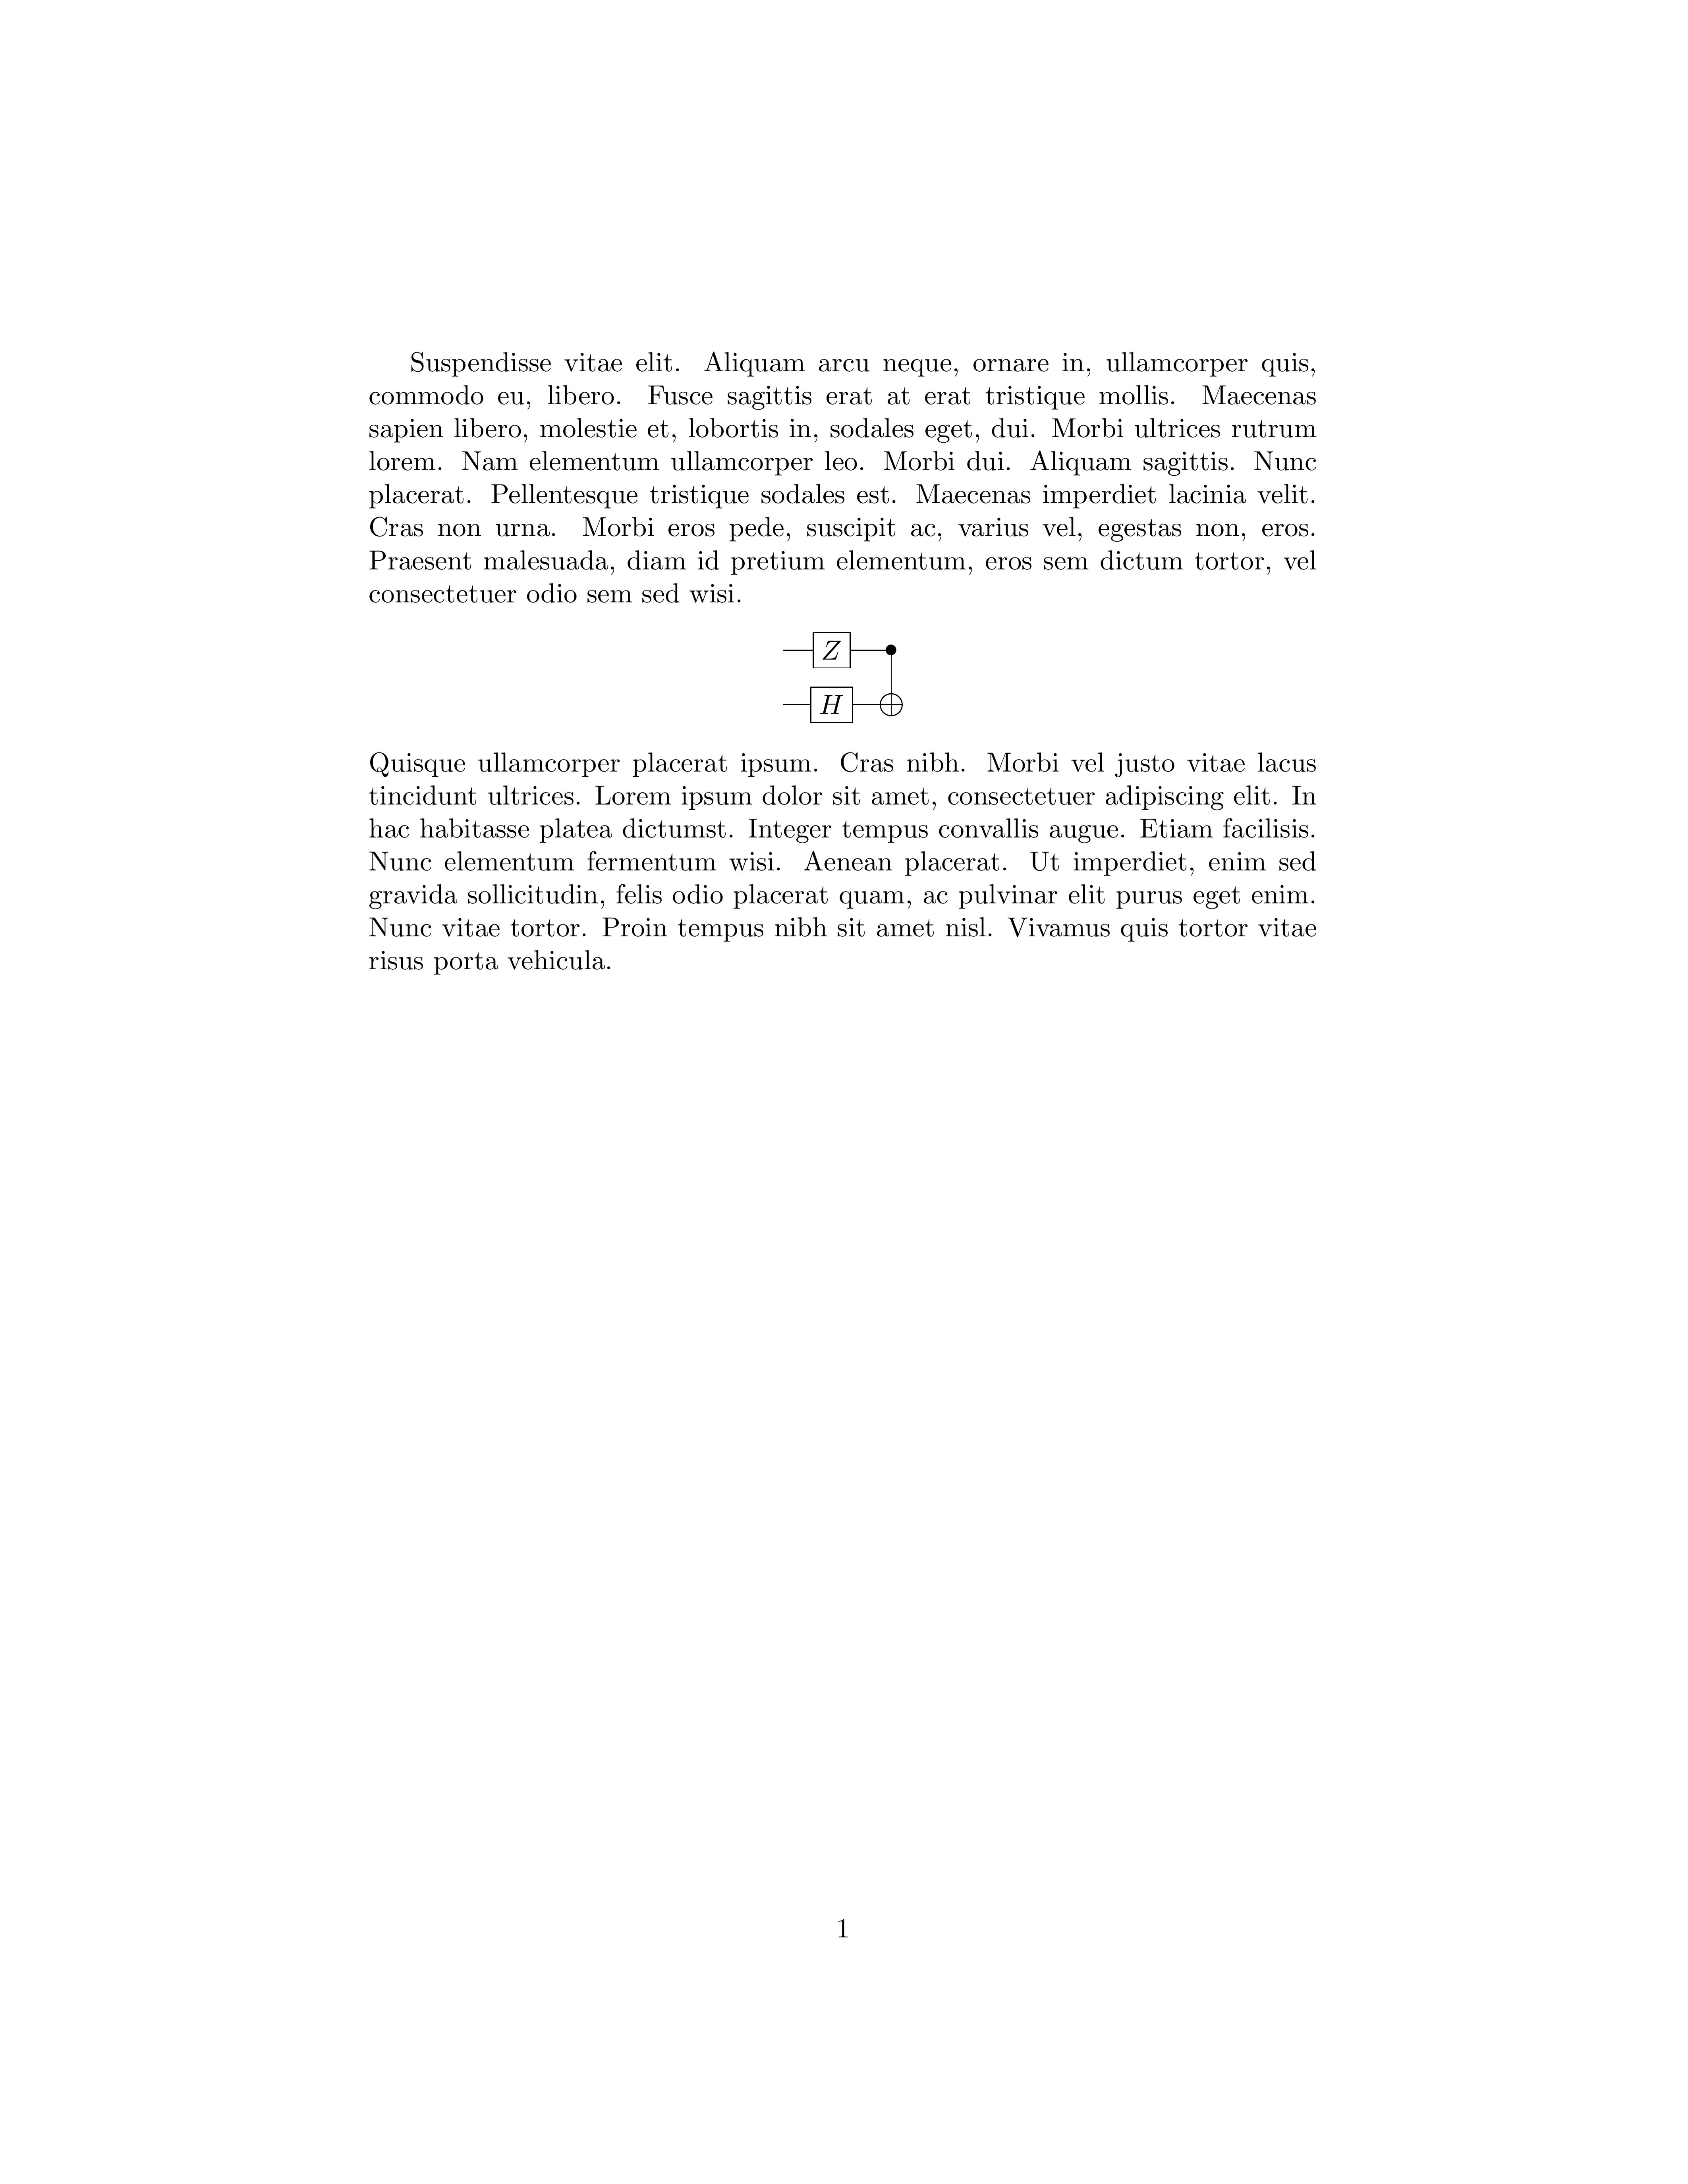 Suspendisse vitae elit. Aliquam arcu neque, ornare in, ullamcorper quis,
commodo eu, libero. Fusce sagittis erat at erat tristique mollis. Maecenas
sapien libero, molestie et, lobortis in, sodales eget, dui. Morbi ultrices rutrum
lorem. Nam elementum ullamcorper leo. Morbi dui. Aliquam sagittis. Nunc
placerat. Pellentesque tristique sodales est. Maecenas imperdiet lacinia velit.
Cras non urna. Morbi eros pede, suscipit ac, varius vel, egestas non, eros.
Praesent malesuada, diam id pretium elementum, eros sem dictum tortor, vel
consectetuer odio sem sed wisi.
Z
H
Quisque ullamcorper placerat ipsum. Cras nibh. Morbi vel justo vitae lacus
tincidunt ultrices. Lorem ipsum dolor sit amet, consectetuer adipiscing elit. In
hac habitasse platea dictumst. Integer tempus convallis augue. Etiam facilisis.
Nunc elementum fermentum wisi. Aenean placerat. Ut imperdiet, enim sed
gravida sollicitudin, felis odio placerat quam, ac pulvinar elit purus eget enim.
Nunc vitae tortor. Proin tempus nibh sit amet nisl. Vivamus quis tortor vitae
risus porta vehicula.
1